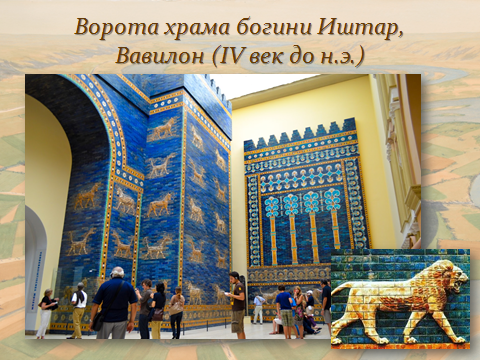 Ворота храма богини Иштар,
Вавилон (IV век до н.э.)